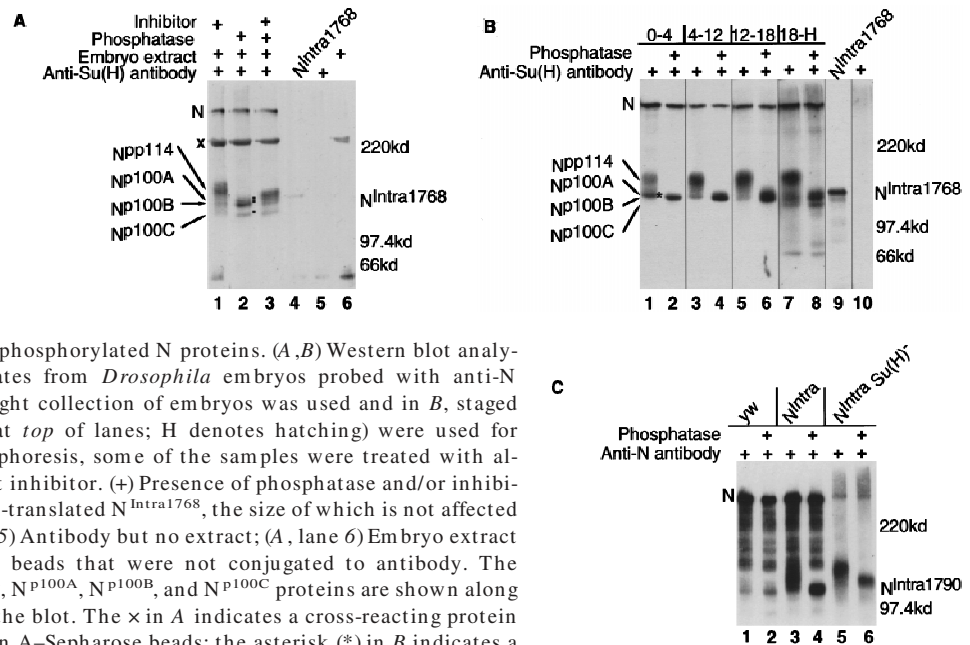 A
Inhibitor + +
Phosphatase + +
Embryo extract + + + +
Anti-Su(H) antibody + + + +
NIntra1768
N
x
Npp114
Np100A
Np100B
Np100C
220kd
NIntra1768
97.4kd
66kd
1 2 3 4 5 6
B
0-4 4-12 12-18 18-H
NIntra1768
Phosphatase + + + +
Anti-Su(H) antibody + + + + + + + + +
N
Npp114
Np100A
Np100B
Np100C
*
220kd
NIntra1768
97.4kd
66kd
1 2 3 4 5 6 7 8 9 10
phosphorylated N proteins. (A,B) Western blot analy-
ates from Drosophila embryos probed with anti-N
ght collection of embryos was used and in B, staged
at top of lanes; H denotes hatching) were used for
phoresis, some of the samples were treated with al-
t inhibitor. (+) Presence of phosphatase and/or inhibi-
-translated NIntra1768, the size of which is not affected
5) Antibody but no extract; (A, lane 6) Embryo extract
beads that were not conjugated to antibody. The
, Np100A, Np100B, and Np100C proteins are shown along
the blot. The × in A indicates a cross-reacting protein
n A–Sepharose beads; the asterisk (*) in B indicates a
C
yw NIntra NIntra Su(H)-
Phosphatase + + +
Anti-N antibody + + + + + +
N
220kd
NIntra1790
97.4kd
1 2 3 4 5 6